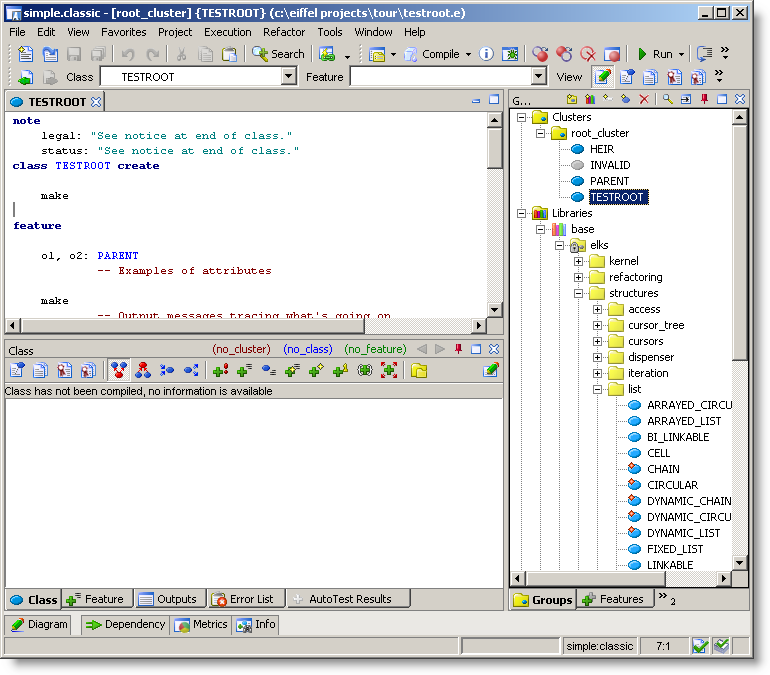 simple.classic - [root_cluster] {TESTROOT} (c:\eiffel projects\tour\testroot.e)
File Edit View Favorites Project Execution Refactor Tools Window Help
Search Compile Run
Class TESTROOT Feature View
TESTROOT
note
legal: "See notice at end of class."
status: "See notice at end of class."
class TESTROOT create
make
feature
o1, o2: PARENT
-- Examples of attributes
make
-- Output messages tracing what's going on
Class (no_cluster) (no_class) (no_feature)
Class has not been compiled, no information is available
Class Feature Outputs Error List AutoTest Results
Diagram Dependency Metrics Info
G...
Clusters
root_cluster
HEIR
INVALID
PARENT
TESTROOT
Libraries
base
elks
kernel
refactoring
structures
access
cursor_tree
cursors
dispenser
iteration
list
ARRAYED_CIRCU
ARRAYED_LIST
BI_LINKABLE
CELL
CHAIN
CIRCULAR
DYNAMIC_CHAIN
DYNAMIC_CIRCU
DYNAMIC_LIST
FIXED_LIST
LINKABLE
Groups Features 2
simple:classic 7:1